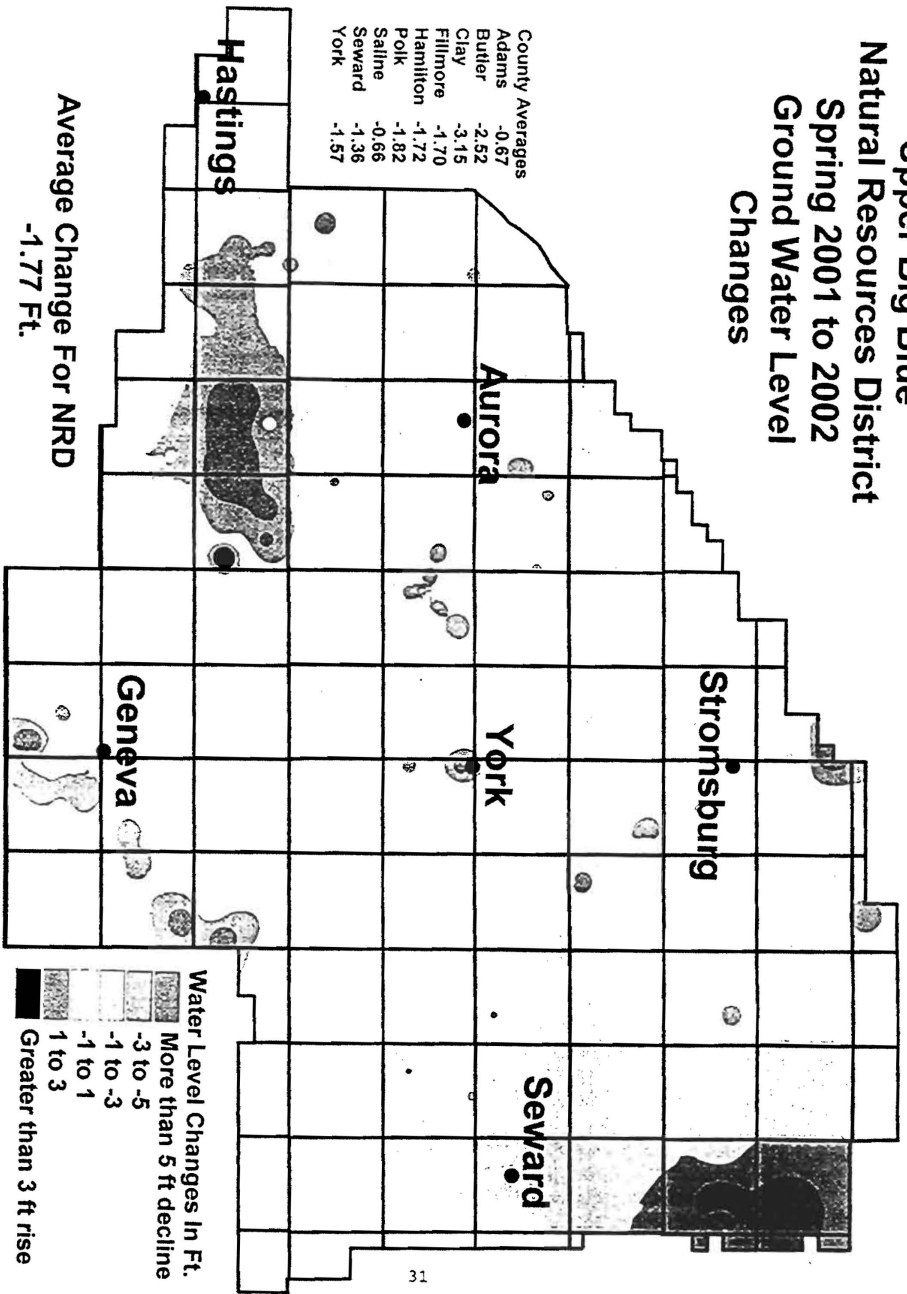 Upper Big Blue
Natural Resources District
Spring 2001 to 2002
Ground Water Level
Changes
County Averages
Adams -0.67
Butler -2.52
Clay -3.15
Fillmore -1.70
Hamilton -1.72
Polk -1.82
Saline -0.66
Seward -1.36
York -1.57
Stromsburg
Aurora
York
Seward
Hastings
Geneva
Average Change For NRD
-1.77 Ft.
Water Level Changes In Ft.
More than 5 ft decline
-3 to -5
-1 to -3
-1 to 1
1 to 3
Greater than 3 ft rise
31